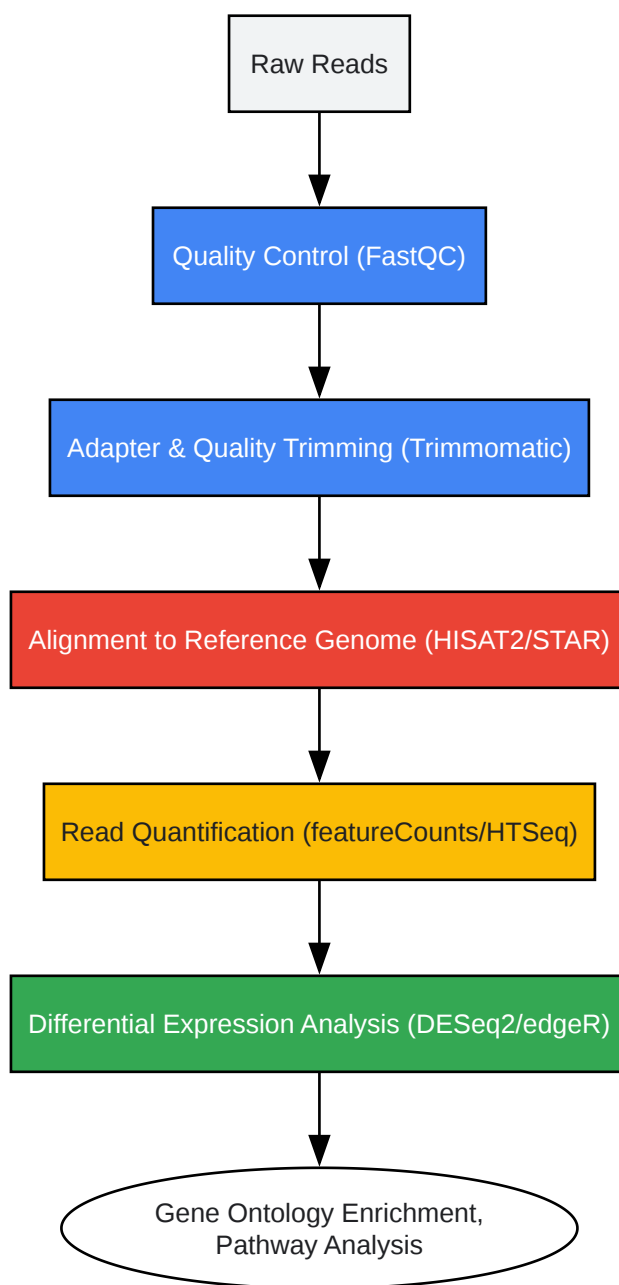 Raw Reads
Quality Control (FastQC)
Adapter & Quality Trimming (Trimmomatic)
Alignment to Reference Genome (HISAT2/STAR)
Read Quantification (featureCounts/HTSeq)
Differential Expression Analysis (DESeq2/edgeR)
Gene Ontology Enrichment,
Pathway Analysis